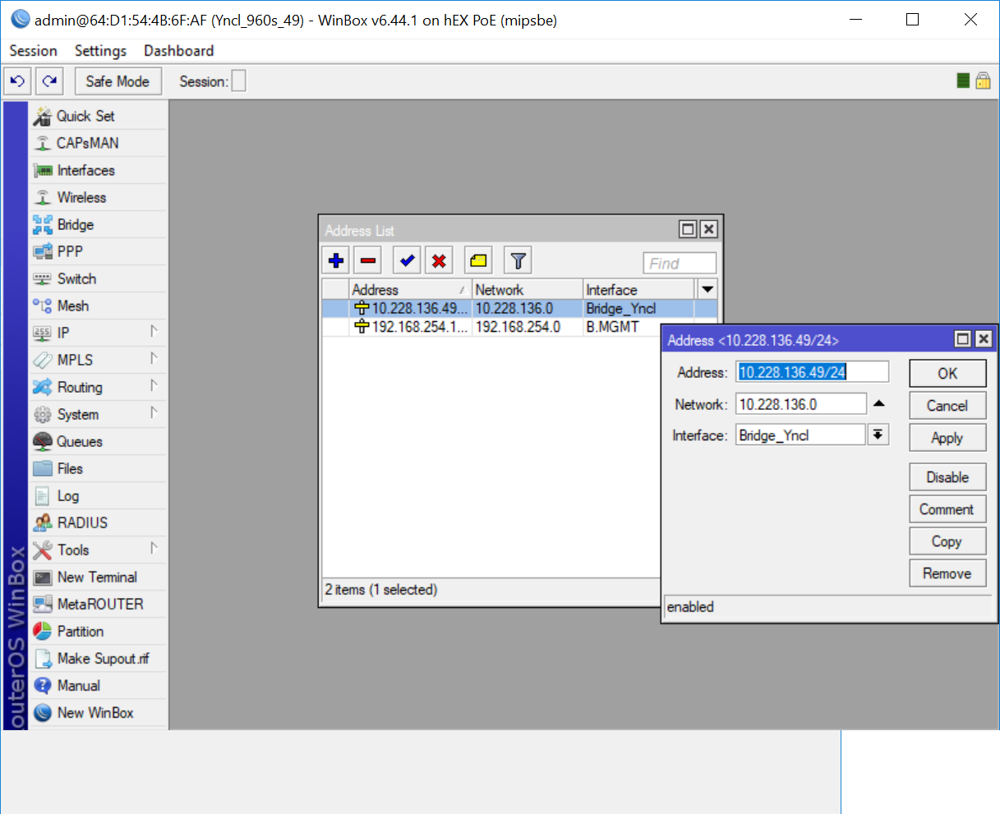 admin@64:D1:54:4B:6F:AF (Yncl_960s_49) - WinBox v6.44.1 on hEX PoE (mipsbe)
Session Settings Dashboard
Safe Mode Session:
Quick Set
CAPsMAN
Interfaces
Wireless
Bridge
PPP
Switch
Mesh
255 IP
MPLS
Routing
System
Queues
Files
Log
RADIUS
Tools
New Terminal
MetaROUTER
Partition
Make Supout.rif
Manual
New WinBox
outerOS WinBox
Address List
Find
Address Network Interface
10.228.136.49... 10.228.136.0 Bridge_Yncl
192.168.254.1... 192.168.254.0 B.MGMT
2 items (1 selected)
Address <10.228.136.49/24>
Address: 10.228.136.49/24
Network: 10.228.136.0
Interface: Bridge_Yncl
OK
Cancel
Apply
Disable
Comment
Copy
Remove
enabled